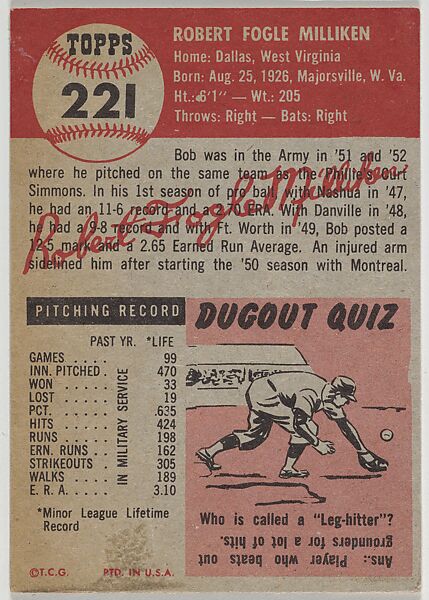 TOPPS
221
ROBERT FOGLE MILLIKEN
Home: Dallas, West Virginia
Born: Aug. 25, 1926, Majorsville, W. Va.
Ht.: 6'1" — Wt.: 205
Throws: Right — Bats: Right
Bob was in the Army in '51 and '52
where he pitched on the same team as the Phillie's Curt
Simmons. In his 1st season of pro ball, with Nashua in '47,
he had an 11-6 record and a 2.70 ERA. With Danville in '48,
he had a 9-8 record and with Ft. Worth in '49, Bob posted a
12-5 mark and a 2.65 Earned Run Average. An injured arm
sidelined him after starting the '50 season with Montreal.
Robert Fogle Milliken
PITCHING RECORD
PAST YR. *LIFE
GAMES . . . . . 99
INN. PITCHED . 470
WON . . . . . 33
LOST . . . . . 19
PCT. . . . . . .635
HITS . . . . . 424
RUNS . . . . . 198
ERN. RUNS . . 162
STRIKEOUTS . . 305
WALKS . . . . 189
E. R. A. . . . . 3.10
IN MILITARY SERVICE
*Minor League Lifetime
Record
©T.C.G. PTD. IN U.S.A.
DUGOUT QUIZ
Who is called a "Leg-hitter"?
Ans.: Player who beats out
grounders for a lot of hits.